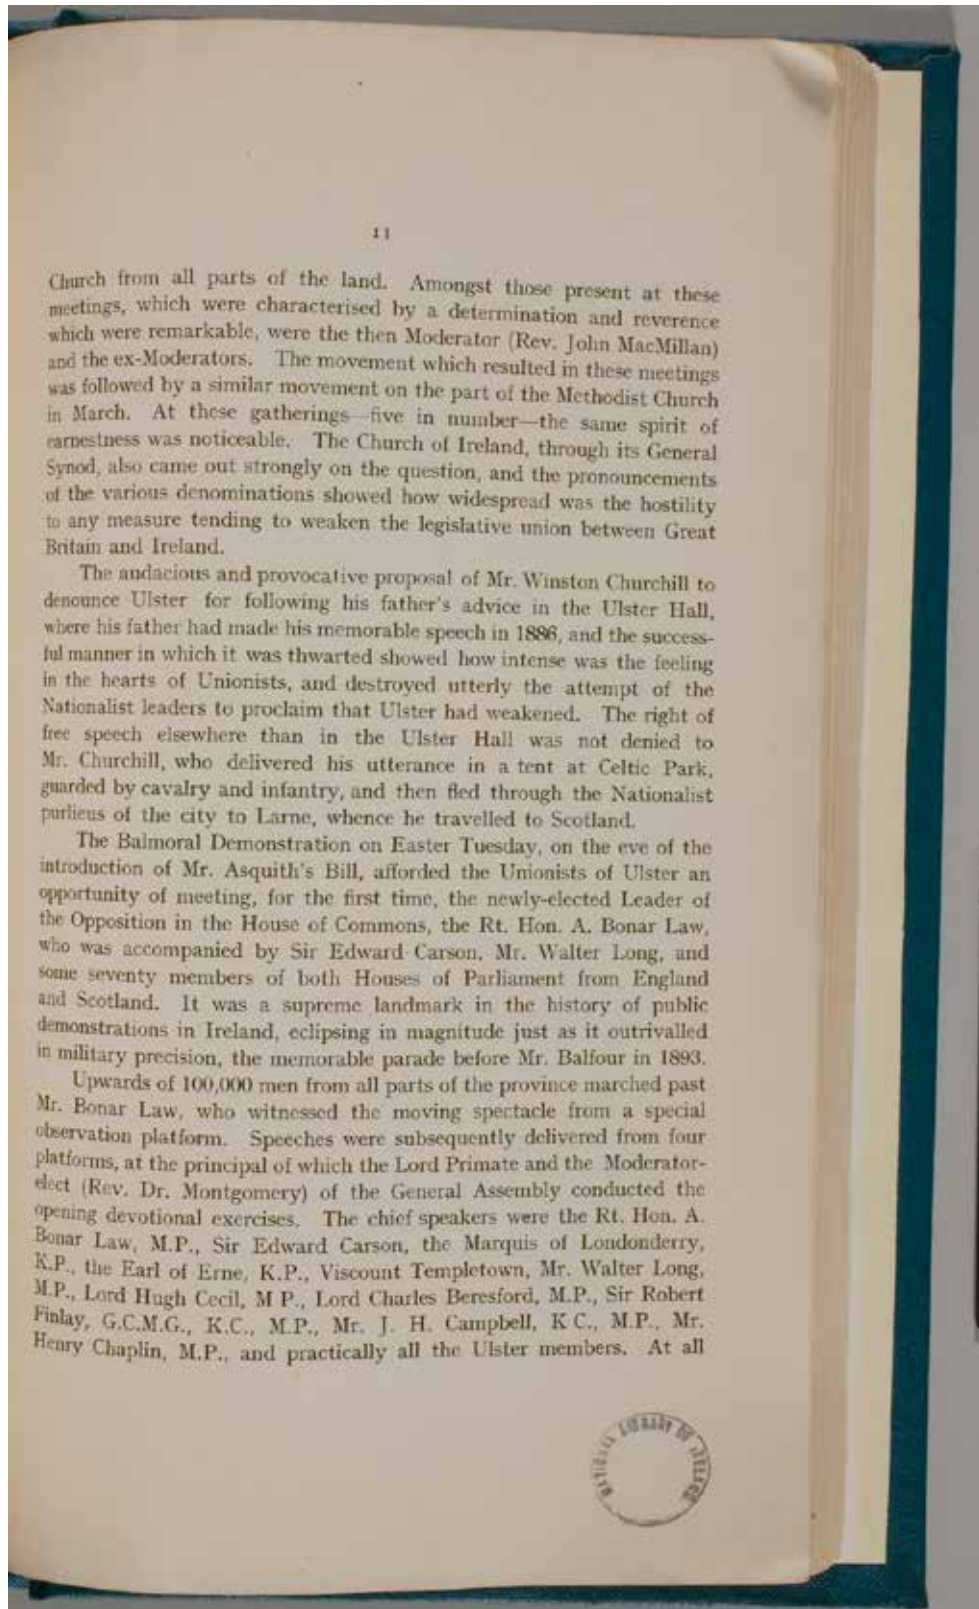 11
Church from all parts of the land. Amongst those present at these
meetings, which were characterised by a determination and reverence
which were remarkable, were the then Moderator (Rev. John MacMillan)
and the ex-Moderators. The movement which resulted in these meetings
was followed by a similar movement on the part of the Methodist Church
in March. At these gatherings—five in number—the same spirit of
earnestness was noticeable. The Church of Ireland, through its General
Synod, also came out strongly on the question, and the pronouncements
of the various denominations showed how widespread was the hostility
to any measure tending to weaken the legislative union between Great
Britain and Ireland.
The audacious and provocative proposal of Mr. Winston Churchill to
denounce Ulster for following his father's advice in the Ulster Hall,
where his father had made his memorable speech in 1886, and the success-
ful manner in which it was thwarted showed how intense was the feeling
in the hearts of Unionists, and destroyed utterly the attempt of the
Nationalist leaders to proclaim that Ulster had weakened. The right of
free speech elsewhere than in the Ulster Hall was not denied to
Mr. Churchill, who delivered his utterance in a tent at Celtic Park,
guarded by cavalry and infantry, and then fled through the Nationalist
purlieus of the city to Larne, whence he travelled to Scotland.
The Balmoral Demonstration on Easter Tuesday, on the eve of the
introduction of Mr. Asquith's Bill, afforded the Unionists of Ulster an
opportunity of meeting, for the first time, the newly-elected Leader of
the Opposition in the House of Commons, the Rt. Hon. A. Bonar Law,
who was accompanied by Sir Edward Carson, Mr. Walter Long, and
some seventy members of both Houses of Parliament from England
and Scotland. It was a supreme landmark in the history of public
demonstrations in Ireland, eclipsing in magnitude just as it outrivalled
in military precision, the memorable parade before Mr. Balfour in 1893.
Upwards of 100,000 men from all parts of the province marched past
Mr. Bonar Law, who witnessed the moving spectacle from a special
observation platform. Speeches were subsequently delivered from four
platforms, at the principal of which the Lord Primate and the Moderator-
elect (Rev. Dr. Montgomery) of the General Assembly conducted the
opening devotional exercises. The chief speakers were the Rt. Hon. A.
Bonar Law, M.P., Sir Edward Carson, the Marquis of Londonderry,
K.P., the Earl of Erne, K.P., Viscount Templetown, Mr. Walter Long,
M.P., Lord Hugh Cecil, M P., Lord Charles Beresford, M.P., Sir Robert
Finlay, G.C.M.G., K.C., M.P., Mr. J. H. Campbell, K C., M.P., Mr.
Henry Chaplin, M.P., and practically all the Ulster members. At all
NATIONAL LIBRARY OF IRELAND